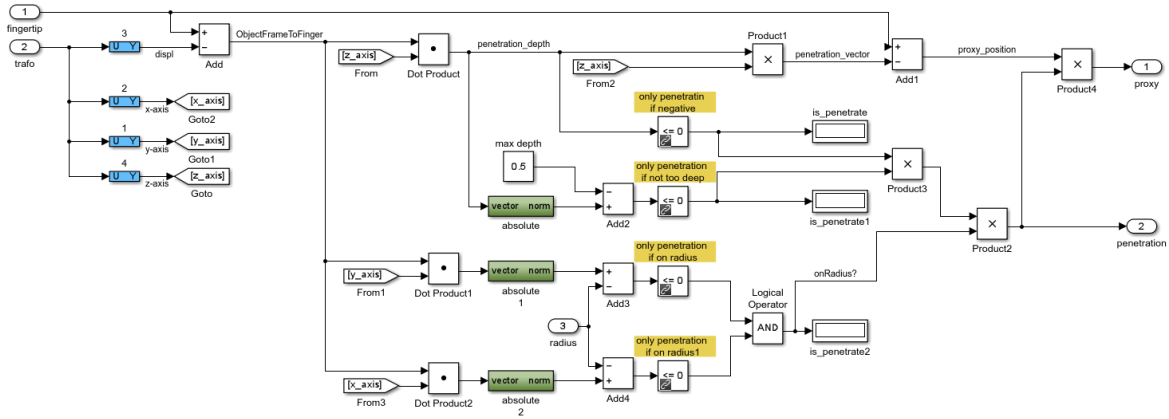 1
fingertip
2
trafo
3
U Y
displ
+
−
Add
ObjectFrameToFinger
2
U Y
x-axis
[x_axis]
Goto2
1
U Y
y-axis
[y_axis]
Goto1
4
U Y
z-axis
[z_axis]
Goto
[z_axis]
From
Dot Product
penetration_depth
[z_axis]
From2
Product1
×
penetration_vector
+
−
Add1
proxy_position
×
Product4
1
proxy
only penetratin
if negative
<= 0
is_penetrate
max depth
0.5
only penetration
if not too deep
−
+
Add2
<= 0
vector norm
absolute
is_penetrate1
×
Product3
×
Product2
2
penetration
[y_axis]
From1
Dot Product1
vector norm
absolute
1
only penetration
if on radius
+
−
Add3
<= 0
3
radius
Logical
Operator
AND
onRadius?
is_penetrate2
only penetration
if on radius1
−
+
Add4
<= 0
[x_axis]
From3
Dot Product2
vector norm
absolute
2